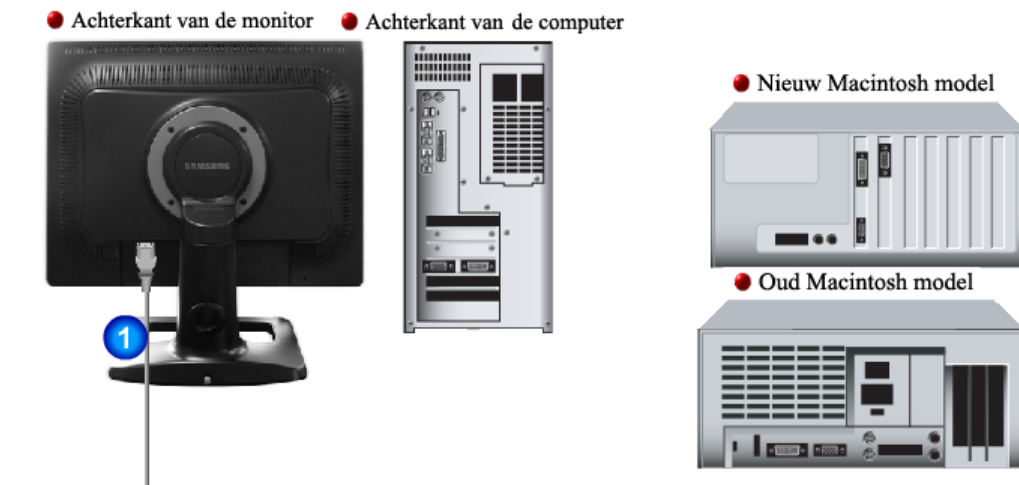 Achterkant van de monitor
Achterkant van de computer
SAMSUNG
1
Nieuw Macintosh model
Oud Macintosh model